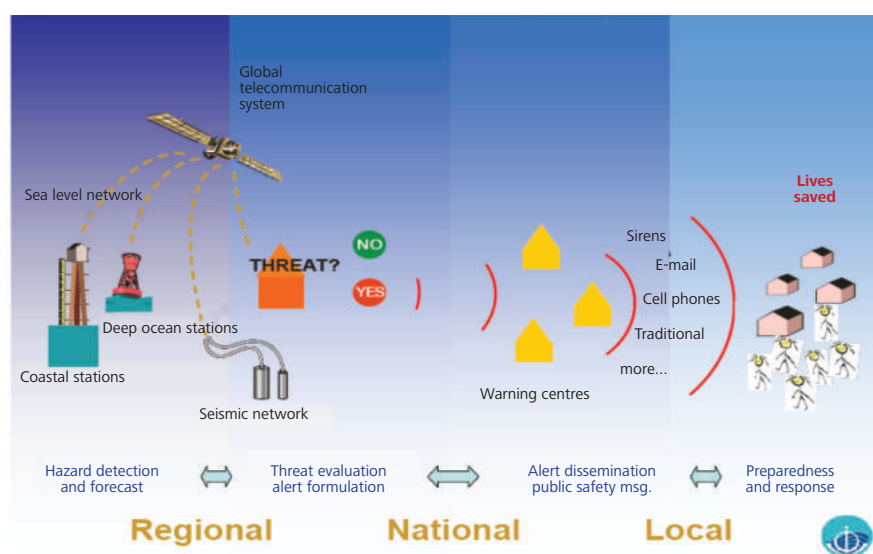 Global
telecommunication
system
Sea level network
Lives
saved
NO
THREAT?
YES
Sirens
E-mail
Cell phones
Traditional
more...
Deep ocean stations
Coastal stations
Seismic network
Warning centres
Hazard detection
and forecast
Threat evaluation
alert formulation
Alert dissemination
public safety msg.
Preparedness
and response
Regional
National
Local